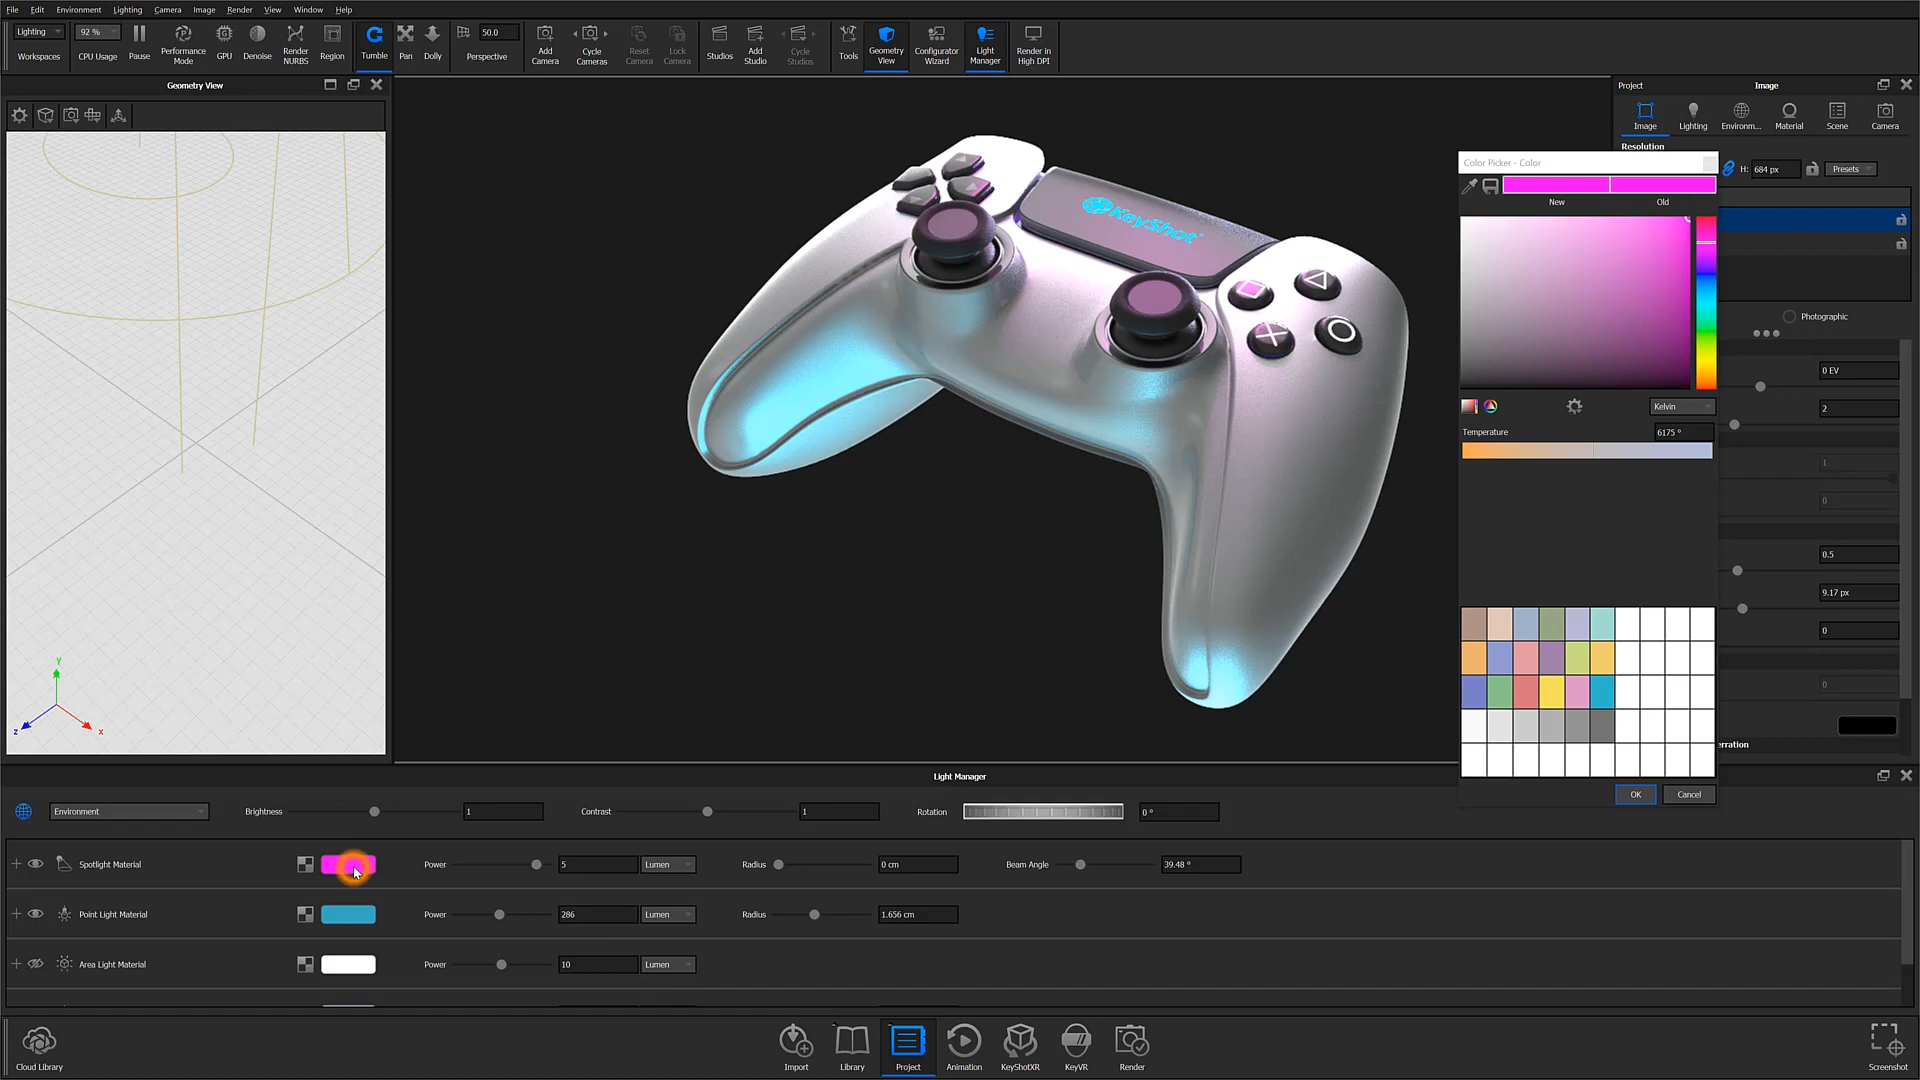 File Edit Environment Lighting Camera Image Render View Window Help
Lighting 92 % 50.0
Workspaces CPU Usage Pause Performance Mode GPU Denoise Render NURBS Region Tumble Pan Dolly Perspective Add Camera Cycle Cameras Reset Camera Lock Camera Studios Add Studio Cycle Studios Tools Geometry View Configurator Wizard Light Manager Render in High DPI
Geometry View
Project Image
Image Lighting Environm... Material Scene Camera
Resolution
H: 684 px Presets
Color Picker - Color
New Old
Photographic
0 EV
2
Kelvin
Temperature 6175 °
1
0
0.5
9.17 px
0
0
erration
OK Cancel
KeyShot
y
z x
Light Manager
Environment Brightness 1 Contrast 1 Rotation 0 °
Spotlight Material Power 5 Lumen Radius 0 cm Beam Angle 39.48 °
Point Light Material Power 286 Lumen Radius 1.656 cm
Area Light Material Power 10 Lumen
Cloud Library Import Library Project Animation KeyShotXR KeyVR Render Screenshot